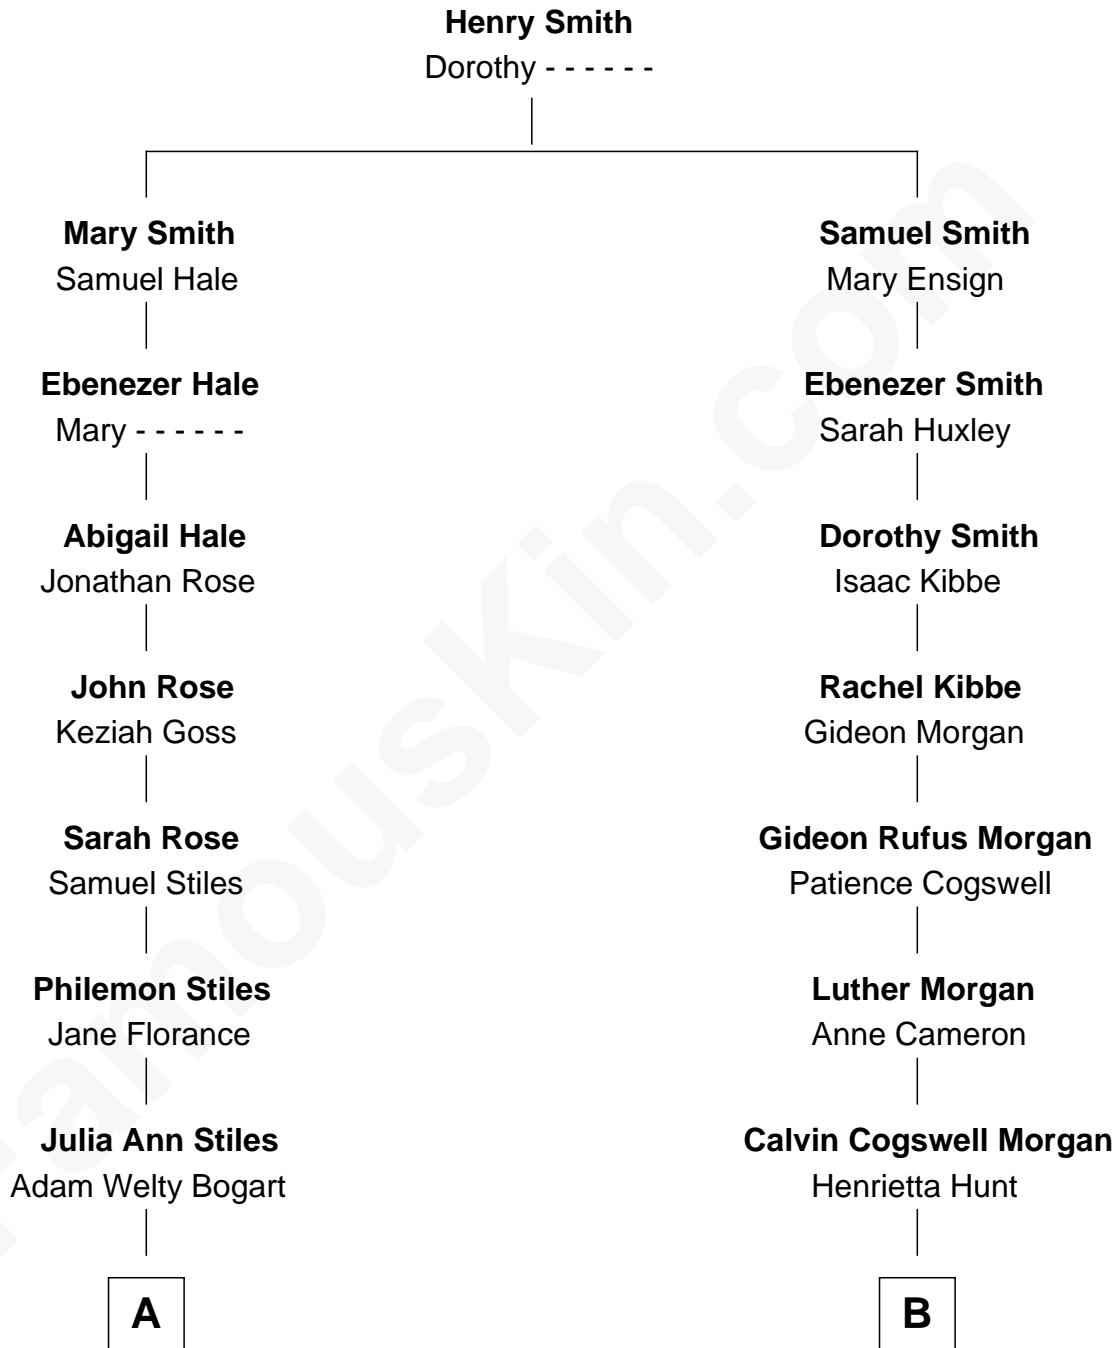 Henry Smith
Dorothy - - - - - -
Mary Smith
Samuel Hale
Samuel Smith
Mary Ensign
Ebenezer Hale
Mary - - - - - -
Ebenezer Smith
Sarah Huxley
Abigail Hale
Jonathan Rose
Dorothy Smith
Isaac Kibbe
John Rose
Keziah Goss
Rachel Kibbe
Gideon Morgan
Sarah Rose
Samuel Stiles
Gideon Rufus Morgan
Patience Cogswell
Philemon Stiles
Jane Florance
Luther Morgan
Anne Cameron
Julia Ann Stiles
Adam Welty Bogart
Calvin Cogswell Morgan
Henrietta Hunt
A
B
FamousKin.com